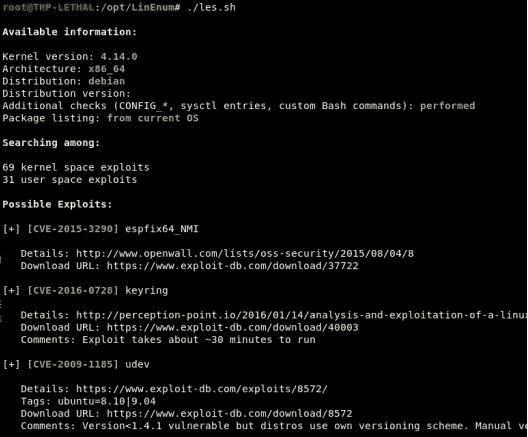 root@THP-LETHAL:/opt/LinEnum# ./les.sh
Available information:
Kernel version: 4.14.0
Architecture: x86_64
Distribution: debian
Distribution version:
Additional checks (CONFIG_*, sysctl entries, custom Bash commands): performed
Package listing: from current OS
Searching among:
69 kernel space exploits
31 user space exploits
Possible Exploits:
[+] [CVE-2015-3290] espfix64_NMI
Details: http://www.openwall.com/lists/oss-security/2015/08/04/8
Download URL: https://www.exploit-db.com/download/37722
[+] [CVE-2016-0728] keyring
Details: http://perception-point.io/2016/01/14/analysis-and-exploitation-of-a-linux
Download URL: https://www.exploit-db.com/download/40003
Comments: Exploit takes about ~30 minutes to run
[+] [CVE-2009-1185] udev
Details: https://www.exploit-db.com/exploits/8572/
Tags: ubuntu=8.10|9.04
Download URL: https://www.exploit-db.com/download/8572
Comments: Version<1.4.1 vulnerable but distros use own versioning scheme. Manual ve